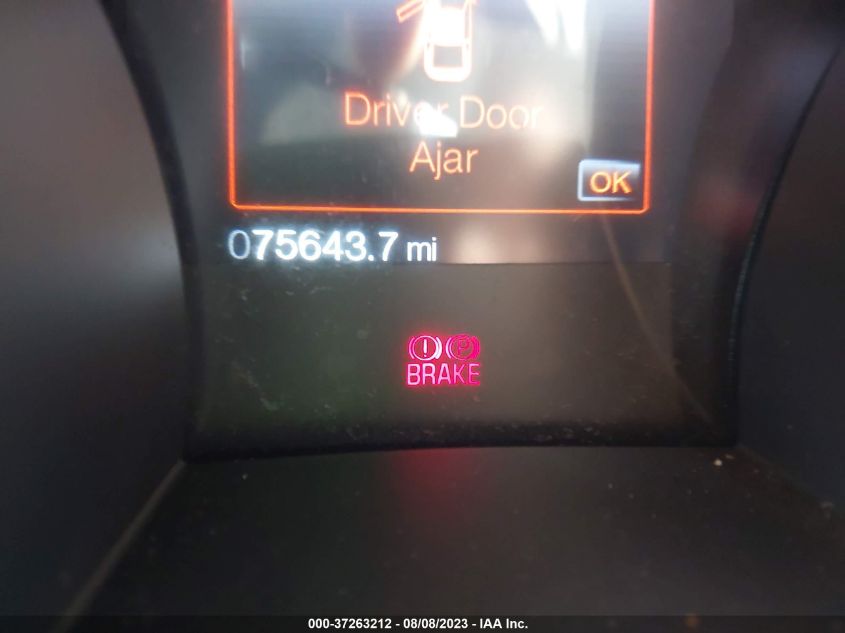 Driver Door
Ajar
OK
075643.7 mi
! P
BRAKE
000-37263212 - 08/08/2023 - IAA Inc.